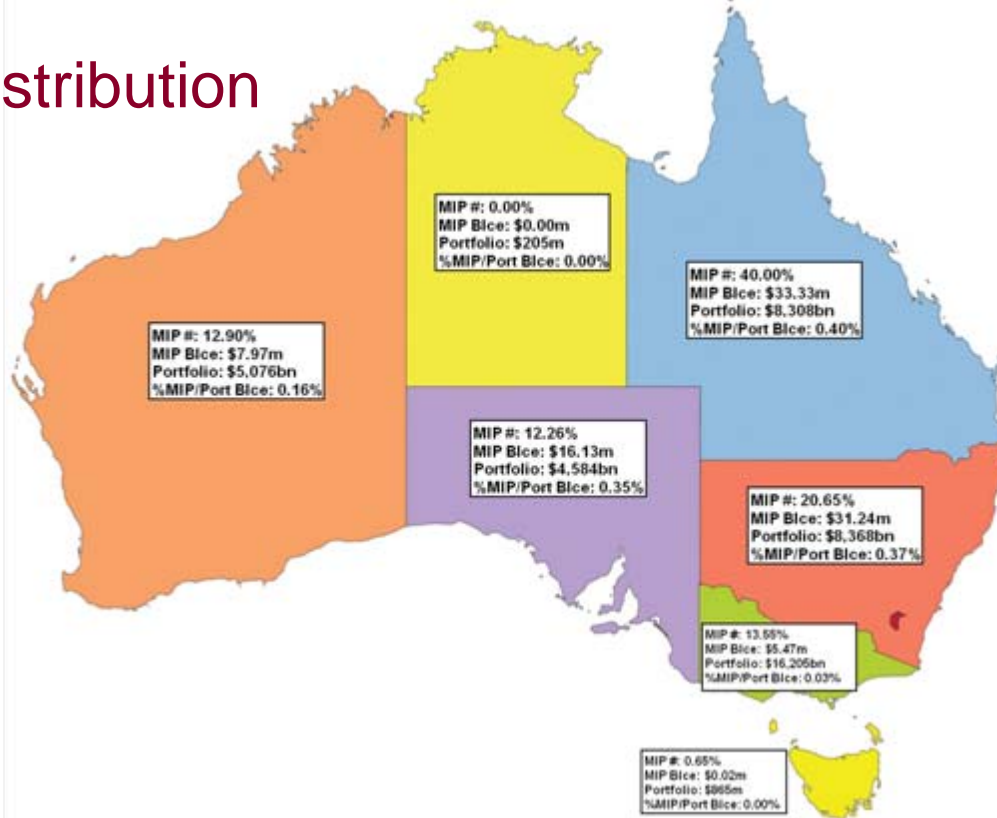 stribution
MIP #: 0.00%
MIP Blce: $0.00m
Portfolio: $205m
%MIP/Port Blce: 0.00%
MIP #: 40.00%
MIP Blce: $33.33m
Portfolio: $8,308bn
%MIP/Port Blce: 0.40%
MIP #: 12.90%
MIP Blce: $7.97m
Portfolio: $5,076bn
%MIP/Port Blce: 0.16%
MIP #: 12.26%
MIP Blce: $16.13m
Portfolio: $4,584bn
%MIP/Port Blce: 0.35%
MIP #: 20.65%
MIP Blce: $31.24m
Portfolio: $8,368bn
%MIP/Port Blce: 0.37%
MIP #: 13.55%
MIP Blce: $5.47m
Portfolio: $16,205bn
%MIP/Port Blce: 0.03%
MIP #: 0.65%
MIP Blce: $0.02m
Portfolio: $865m
%MIP/Port Blce: 0.00%